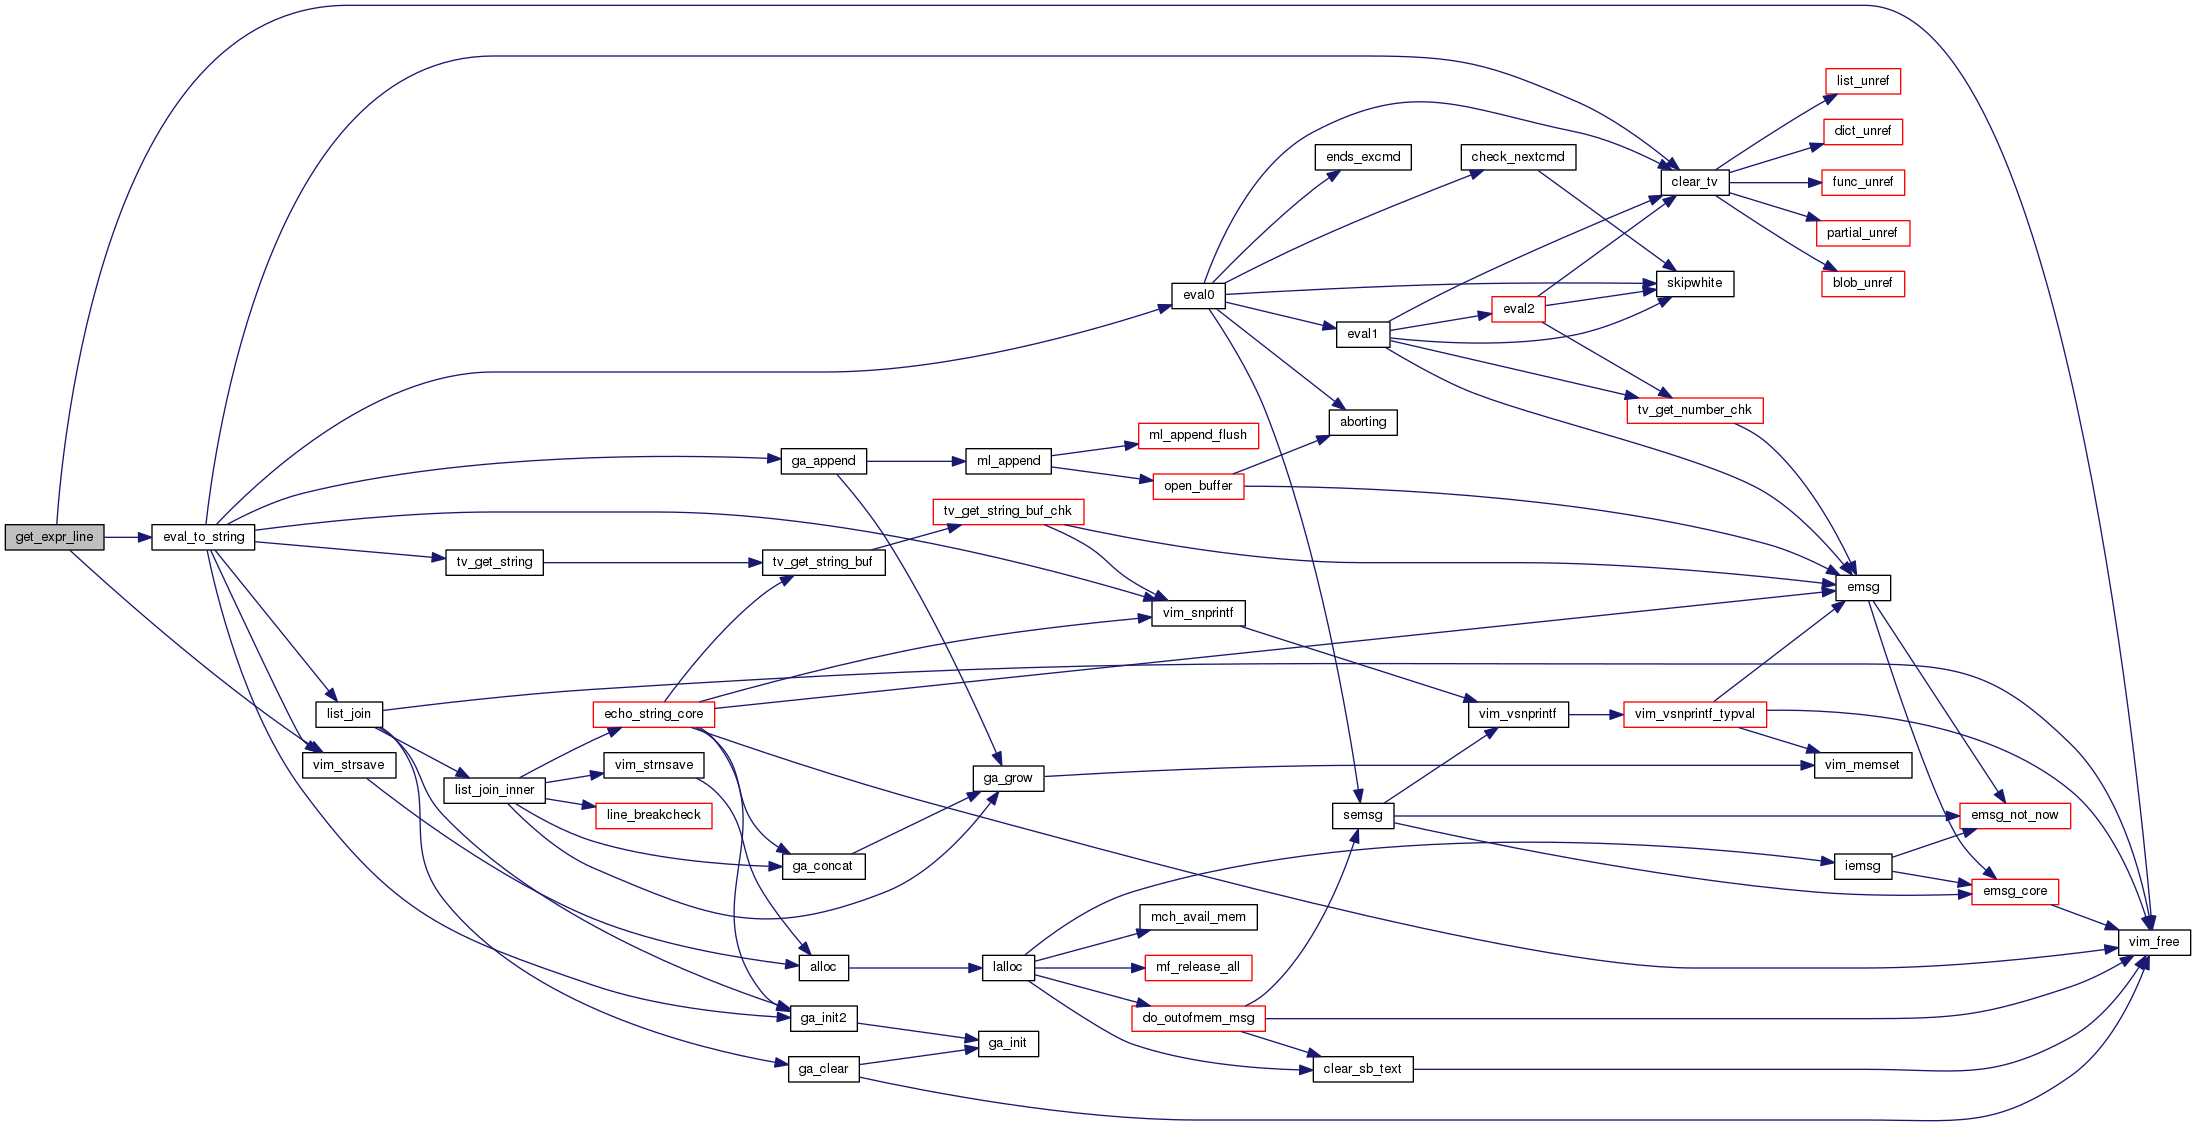 get_expr_line
eval_to_string
list_join
vim_strsave
tv_get_string
list_join_inner
echo_string_core
vim_strnsave
line_breakcheck
ga_append
tv_get_string_buf
ga_concat
alloc
ga_init2
ga_clear
ml_append
tv_get_string_buf_chk
ga_grow
lalloc
ga_init
eval0
ml_append_flush
open_buffer
vim_snprintf
mch_avail_mem
mf_release_all
do_outofmem_msg
ends_excmd
eval1
aborting
semsg
clear_sb_text
check_nextcmd
eval2
vim_vsnprintf
clear_tv
skipwhite
tv_get_number_chk
vim_vsnprintf_typval
list_unref
dict_unref
func_unref
partial_unref
blob_unref
emsg
vim_memset
iemsg
emsg_not_now
emsg_core
vim_free